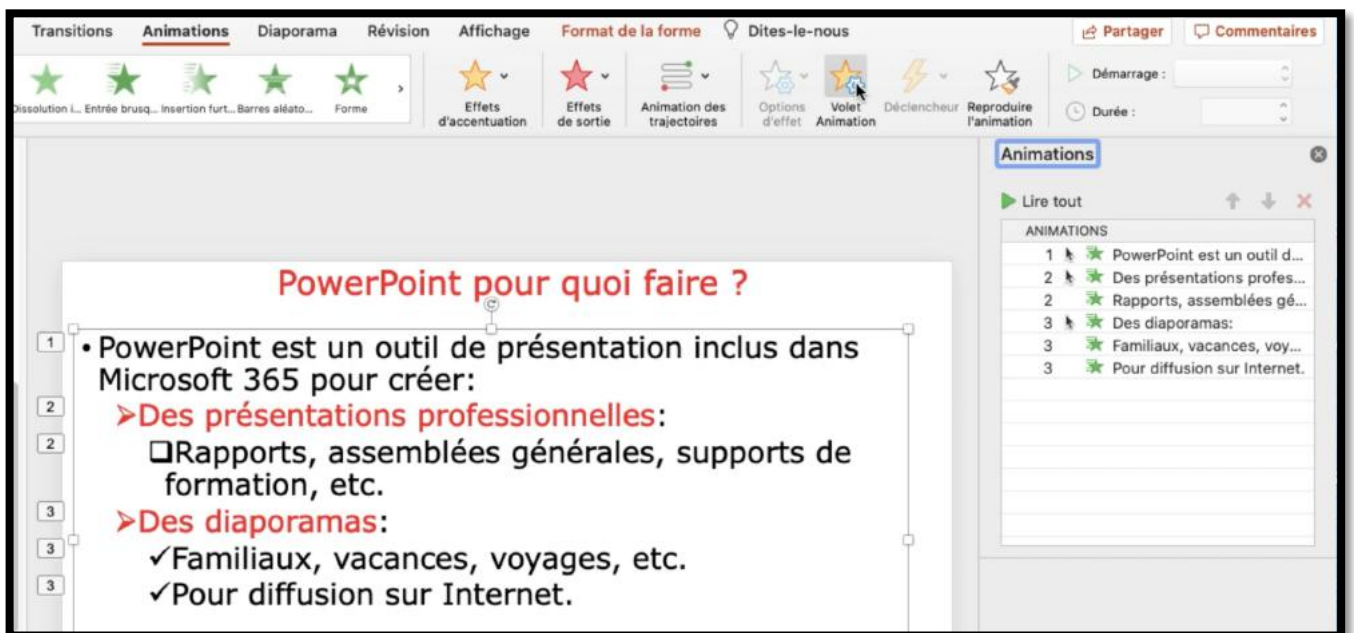 Transitions Animations Diaporama Révision Affichage Format de la forme Dites-le-nous Partager Commentaires
Dissolution i... Entrée brusq... Insertion furt... Barres aléato... Forme
Effets d'accentuation
Effets de sortie
Animation des trajectoires
Options d'effet
Volet Animation
Déclencheur
Reproduire l'animation
Démarrage :
Durée :
Animations
Lire tout
ANIMATIONS
1 PowerPoint est un outil d...
2 Des présentations profes...
2 Rapports, assemblées gé...
3 Des diaporamas:
3 Familiaux, vacances, voy...
3 Pour diffusion sur Internet.
PowerPoint pour quoi faire ?
1 • PowerPoint est un outil de présentation inclus dans
Microsoft 365 pour créer:
2 ➢Des présentations professionnelles:
2 ❑Rapports, assemblées générales, supports de
formation, etc.
3 ➢Des diaporamas:
3 ✓Familiaux, vacances, voyages, etc.
3 ✓Pour diffusion sur Internet.